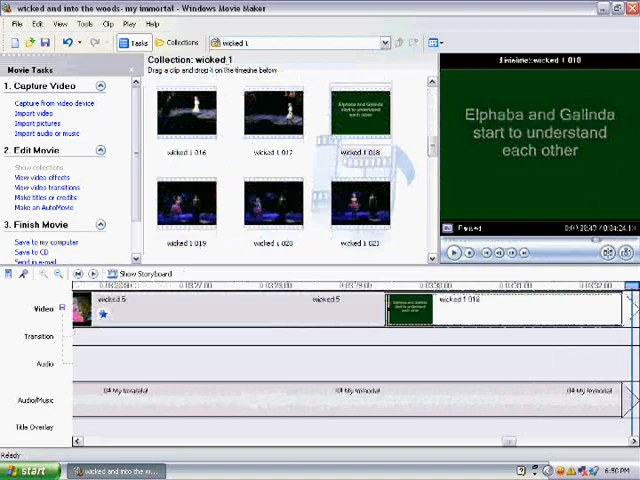 wicked and into the woods- my immortal - Windows Movie Maker
File Edit View Tools Clip Play Help
Tasks Collections wicked 1
Movie Tasks
1. Capture Video
Capture from video device
Import video
Import pictures
Import audio or music
2. Edit Movie
Show collections
View video effects
View video transitions
Make titles or credits
Make an AutoMovie
3. Finish Movie
Save to my computer
Save to CD
Send in e-mail
Collection: wicked 1
Drag a clip and drop it on the timeline below
Elphaba and Galinda
start to understand
each other
wicked 1 016
wicked 1 017
wicked 1 018
wicked 1 019
wicked 1 020
wicked 1 018
Elphaba and Galinda
start to understand
each other
Paused
Show Storyboard
Video
wicked 5
wicked 5
wicked 1 018
Transition
Audio
Audio/Music
04 My Immortal
04 My Immortal
04 My Immortal
Title Overlay
Ready
start
wicked and into the w...
6:30 PM